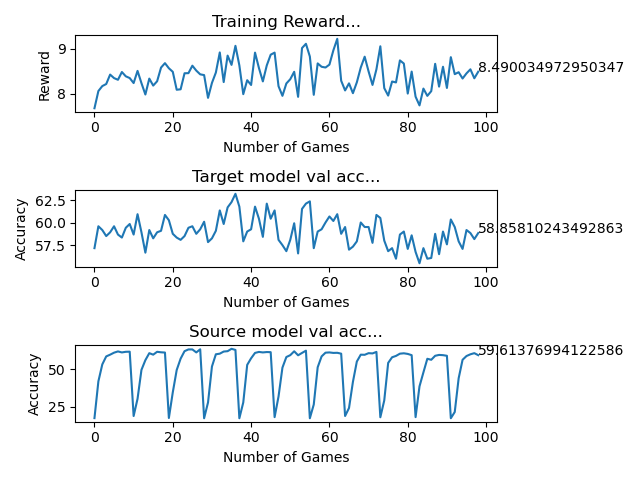 Training Reward...
Reward
9
8
8.490034972950347
0 20 40 60 80 100
Number of Games
Target model val acc...
Accuracy
62.5
60.0
57.5
58.85810243492863
0 20 40 60 80 100
Number of Games
Source model val acc...
Accuracy
50
25
59.61376994122586
0 20 40 60 80 100
Number of Games